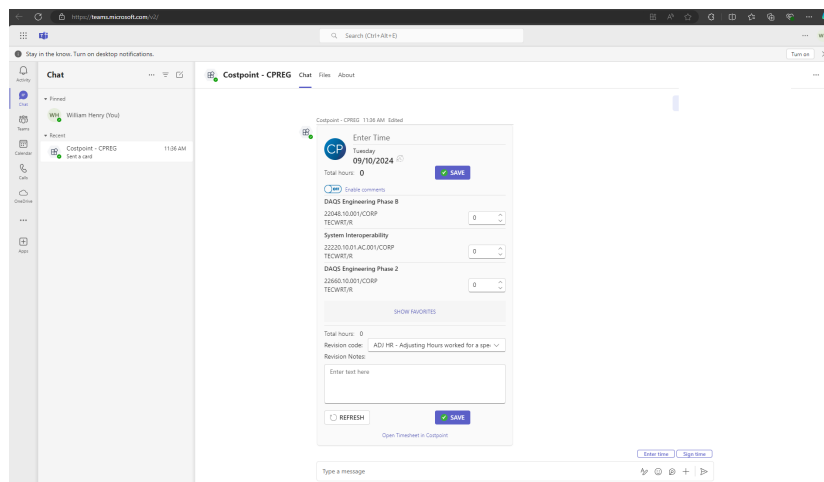 https://teams.microsoft.com/v2/
Search (Ctrl+Alt+E)
Stay in the know. Turn on desktop notifications.
Turn on
Activity
Chat
Teams
Calendar
Calls
OneDrive
Apps
Chat
Pinned
WH William Henry (You)
Recent
Costpoint - CPREG 11:36 AM
Sent a card
Costpoint - CPREG Chat Files About
Costpoint - CPREG 11:36 AM Edited
CP
Enter Time
Tuesday
09/10/2024
Total hours: 0
SAVE
OFF Enable comments
DAQS Engineering Phase B
22048.10.001/CORP
TECWRT/R
0
System Interoperability
22220.10.01.AC.001/CORP
TECWRT/R
0
DAQS Engineering Phase 2
22660.10.001/CORP
TECWRT/R
0
SHOW FAVORITES
Total hours: 0
Revision code: ADJ HR - Adjusting Hours worked for a spe
Revision Notes:
Enter text here
REFRESH
SAVE
Open Timesheet in Costpoint
Enter time
Sign time
Type a message